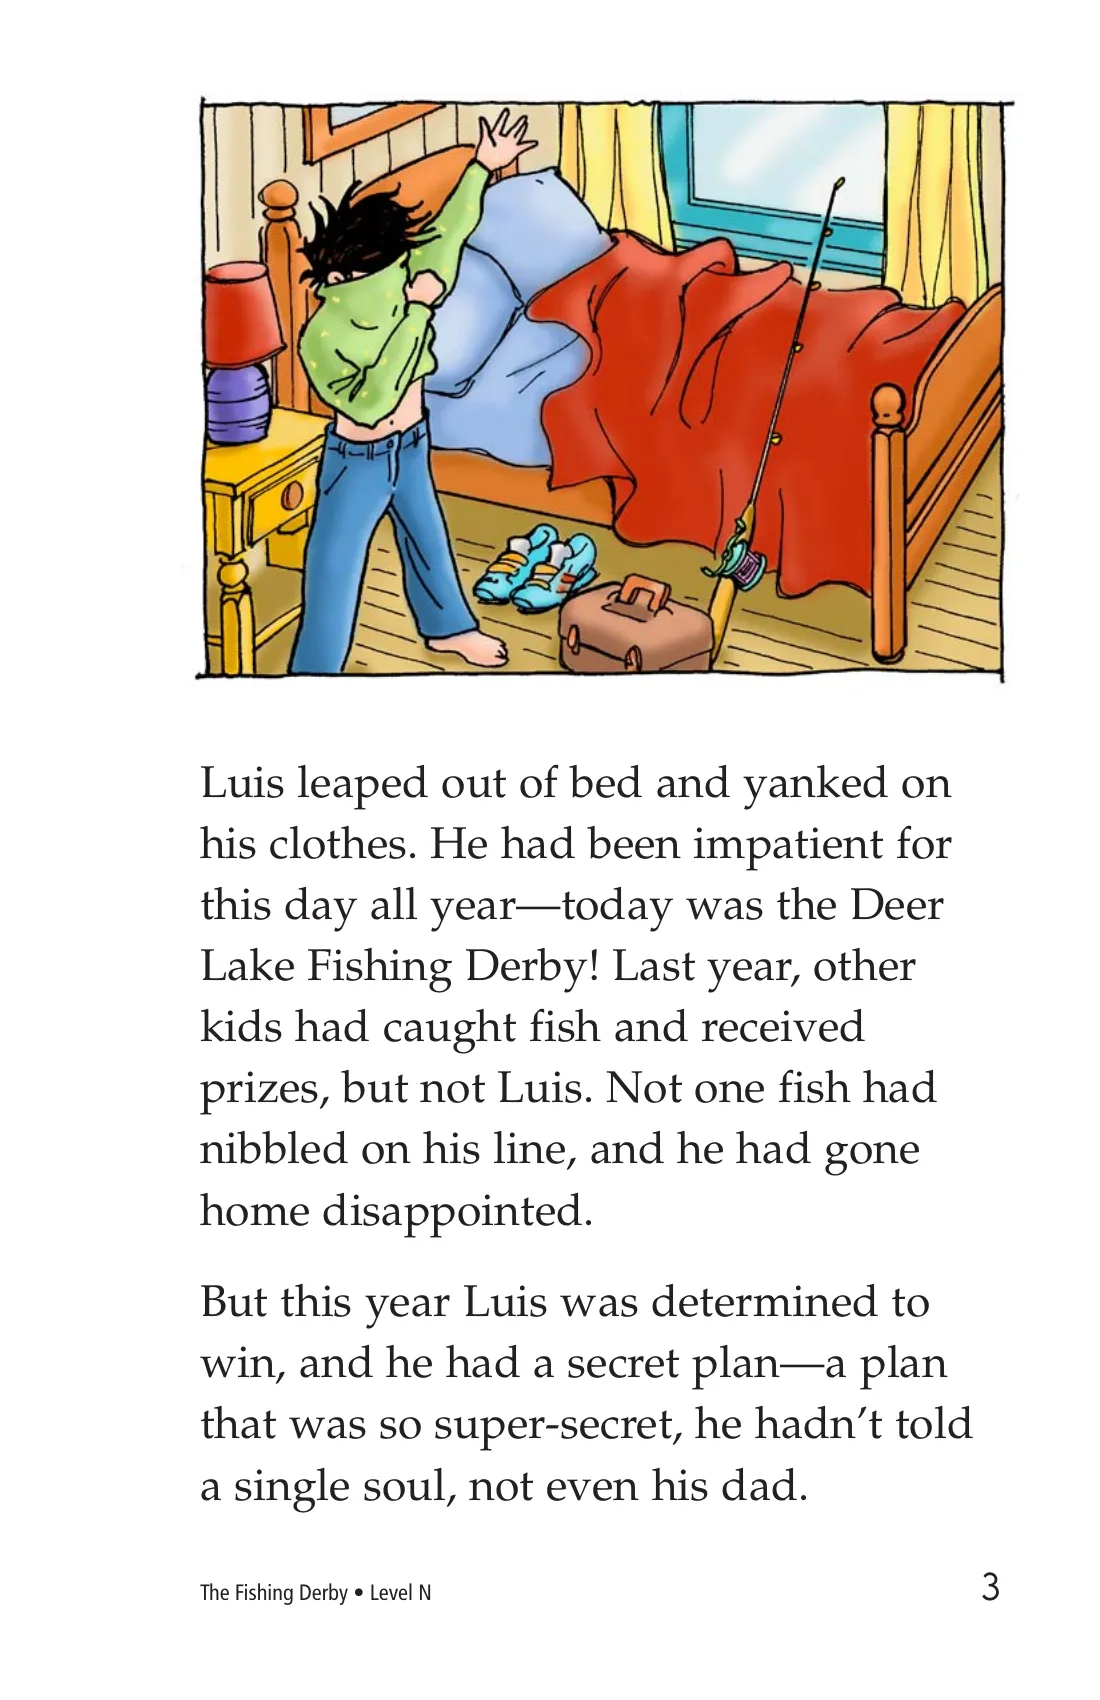 Luis leaped out of bed and yanked on
his clothes. He had been impatient for
this day all year—today was the Deer
Lake Fishing Derby! Last year, other
kids had caught fish and received
prizes, but not Luis. Not one fish had
nibbled on his line, and he had gone
home disappointed.
But this year Luis was determined to
win, and he had a secret plan—a plan
that was so super-secret, he hadn’t told
a single soul, not even his dad.
The Fishing Derby • Level N
3